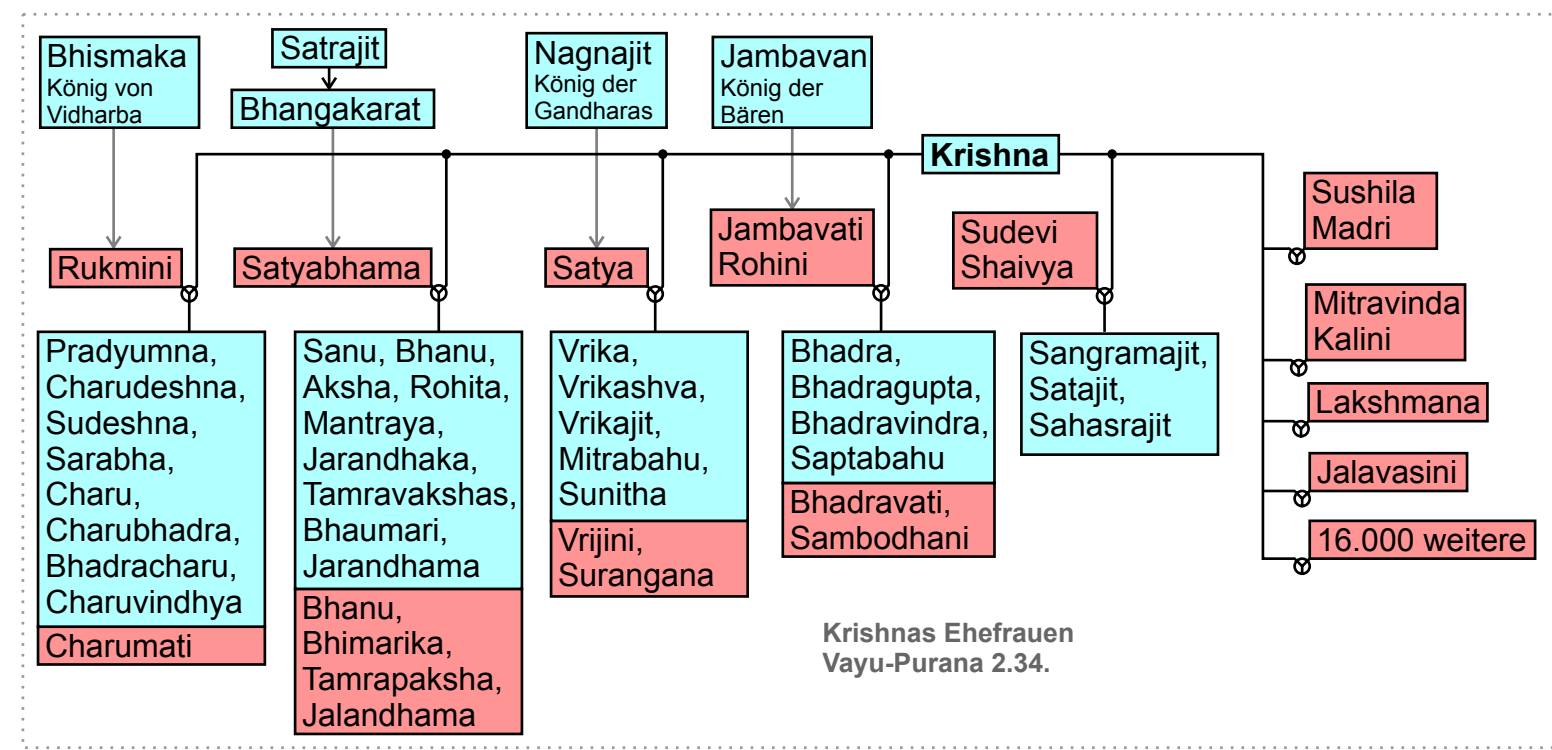 Bhismaka
König von
Vidharba
Satrajit
Bhangakarat
Nagnajit
König der
Gandharas
Jambavan
König der
Bären
Krishna
Rukmini
Satyabhama
Satya
Jambavati
Rohini
Sudevi
Shaivya
Sushila
Madri
Mitravinda
Kalini
Lakshmana
Jalavasini
16.000 weitere
Pradyumna,
Charudeshna,
Sudeshna,
Sarabha,
Charu,
Charubhadra,
Bhadracharu,
Charuvindhya
Charumati
Sanu, Bhanu,
Aksha, Rohita,
Mantraya,
Jarandhaka,
Tamravakshas,
Bhaumari,
Jarandhama
Bhanu,
Bhimarika,
Tamrapaksha,
Jalandhama
Vrika,
Vrikashva,
Vrikajit,
Mitrabahu,
Sunitha
Vrijini,
Surangana
Bhadra,
Bhadragupta,
Bhadravindra,
Saptabahu
Bhadravati,
Sambodhani
Sangramajit,
Satajit,
Sahasrajit
Krishnas Ehefrauen
Vayu-Purana 2.34.